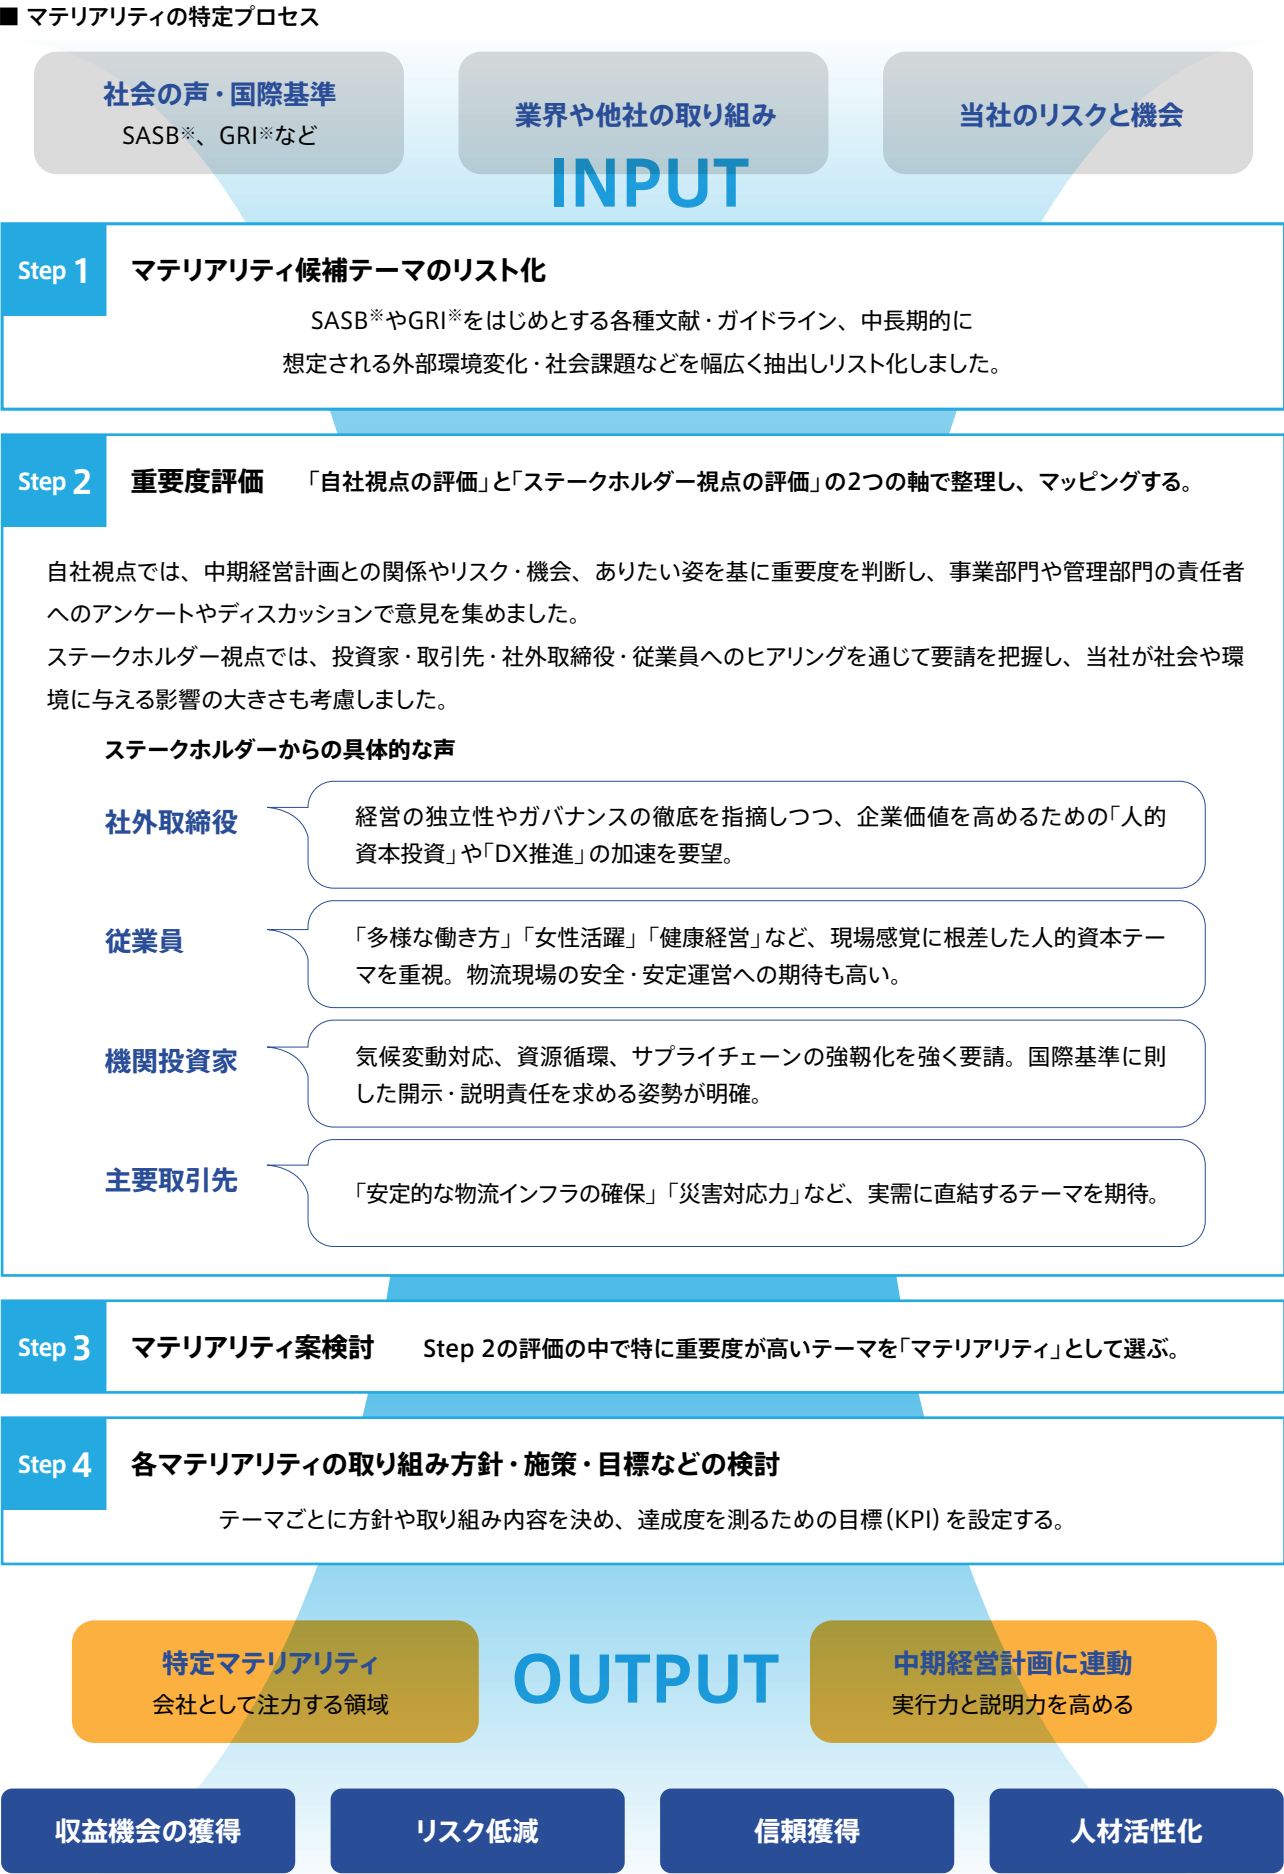 ■ マテリアリティの特定プロセス
社会の声・国際基準
SASB※、GRI※など
業界や他社の取り組み
当社のリスクと機会
INPUT
Step 1
マテリアリティ候補テーマのリスト化
SASB※やGRI※をはじめとする各種文献・ガイドライン、中長期的に
想定される外部環境変化・社会課題などを幅広く抽出しリスト化しました。
Step 2
重要度評価 「自社視点の評価」と「ステークホルダー視点の評価」の2つの軸で整理し、マッピングする。
自社視点では、中期経営計画との関係やリスク・機会、ありたい姿を基に重要度を判断し、事業部門や管理部門の責任者
へのアンケートやディスカッションで意見を集めました。
ステークホルダー視点では、投資家・取引先・社外取締役・従業員へのヒアリングを通じて要請を把握し、当社が社会や環
境に与える影響の大きさも考慮しました。
ステークホルダーからの具体的な声
社外取締役
経営の独立性やガバナンスの徹底を指摘しつつ、企業価値を高めるための「人的
資本投資」や「DX推進」の加速を要望。
従業員
「多様な働き方」「女性活躍」「健康経営」など、現場感覚に根差した人的資本テー
マを重視。物流現場の安全・安定運営への期待も高い。
機関投資家
気候変動対応、資源循環、サプライチェーンの強靱化を強く要請。国際基準に則
した開示・説明責任を求める姿勢が明確。
主要取引先
「安定的な物流インフラの確保」「災害対応力」など、実需に直結するテーマを期待。
Step 3
マテリアリティ案検討 Step 2の評価の中で特に重要度が高いテーマを「マテリアリティ」として選ぶ。
Step 4
各マテリアリティの取り組み方針・施策・目標などの検討
テーマごとに方針や取り組み内容を決め、達成度を測るための目標(KPI)を設定する。
特定マテリアリティ
会社として注力する領域
OUTPUT
中期経営計画に連動
実行力と説明力を高める
収益機会の獲得
リスク低減
信頼獲得
人材活性化